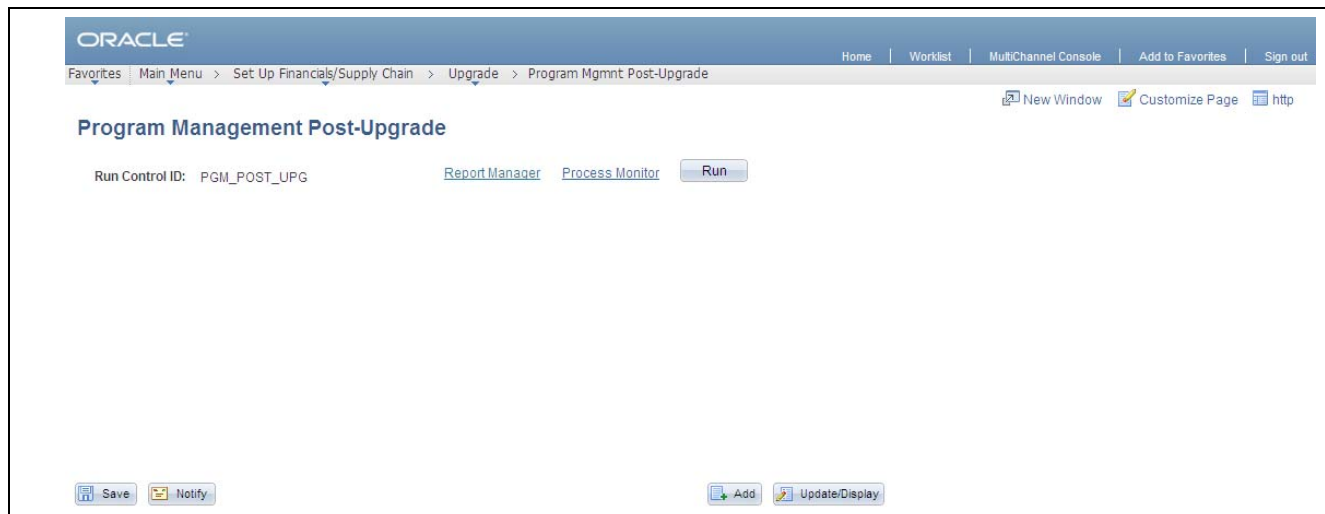 ORACLE
Home | Worklist | MultiChannel Console | Add to Favorites | Sign out
Favorites Main Menu > Set Up Financials/Supply Chain > Upgrade > Program Mgmnt Post-Upgrade
New Window Customize Page http
Program Management Post-Upgrade
Run Control ID: PGM_POST_UPG Report Manager Process Monitor Run
Save Notify Add Update/Display